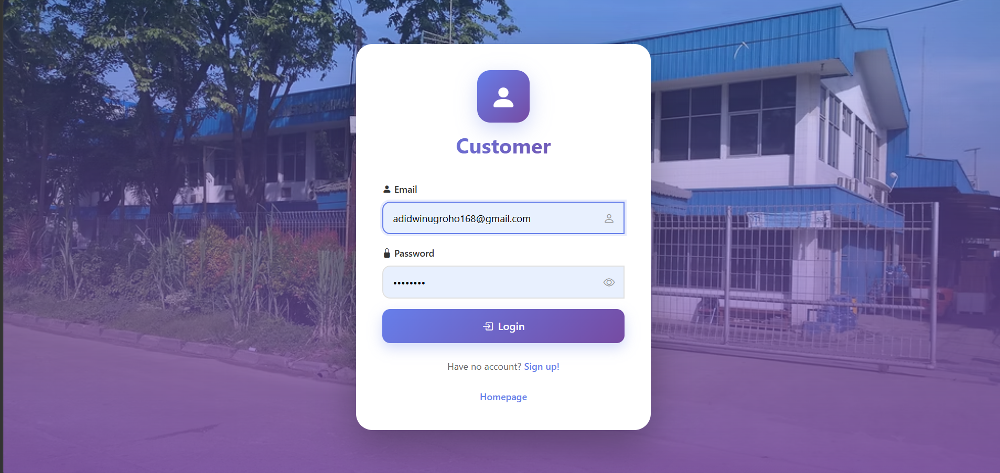 Customer
Email
adidwinugroho168@gmail.com
Password
••••••••
Login
Have no account? Sign up!
Homepage